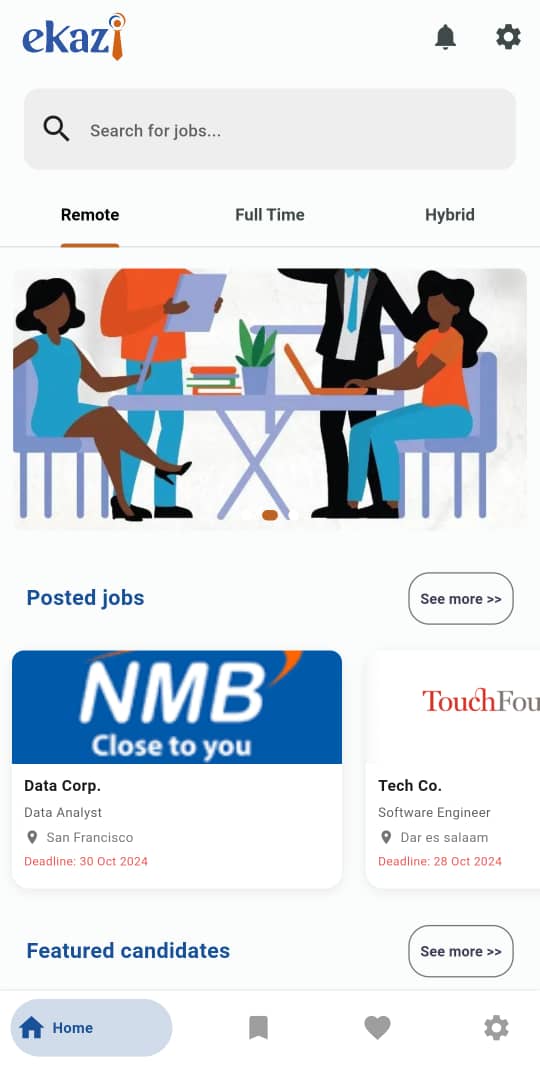 ekazi
Search for jobs...
Remote
Full Time
Hybrid
Posted jobs
See more >>
NMB
Close to you
Data Corp.
Data Analyst
San Francisco
Deadline: 30 Oct 2024
TouchFou
Tech Co.
Software Engineer
Dar es salaam
Deadline: 28 Oct 2024
Featured candidates
See more >>
Home